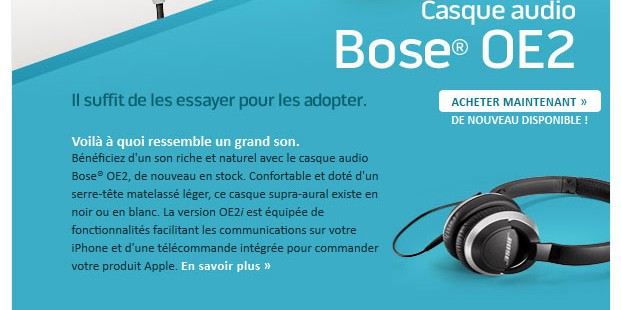 Casque audio
Bose® OE2
Il suffit de les essayer pour les adopter.
ACHETER MAINTENANT »
DE NOUVEAU DISPONIBLE !
Voilà à quoi ressemble un grand son.
Bénéficiez d'un son riche et naturel avec le casque audio
Bose® OE2, de nouveau en stock. Confortable et doté d'un
serre-tête matelassé léger, ce casque supra-aural existe en
noir ou en blanc. La version OE2i est équipée de
fonctionnalités facilitant les communications sur votre
iPhone et d'une télécommande intégrée pour commander
votre produit Apple. En savoir plus »
BOSE